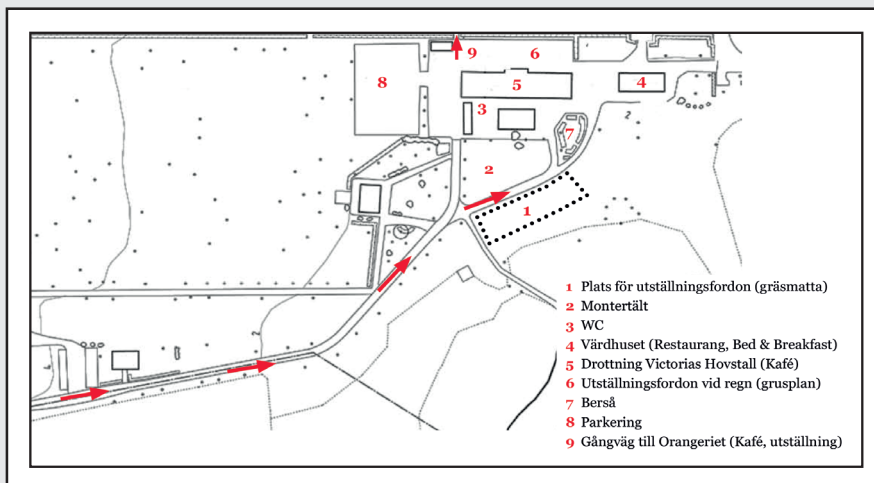 9
6
8
5
4
3
7
2
1
1 Plats för utställningsfordon (gräsmatta)
2 Montertält
3 WC
4 Värdhuset (Restaurang, Bed & Breakfast)
5 Drottning Victorias Hovstall (Kafé)
6 Utställningsfordon vid regn (grusplan)
7 Berså
8 Parkering
9 Gångväg till Orangeriet (Kafé, utställning)